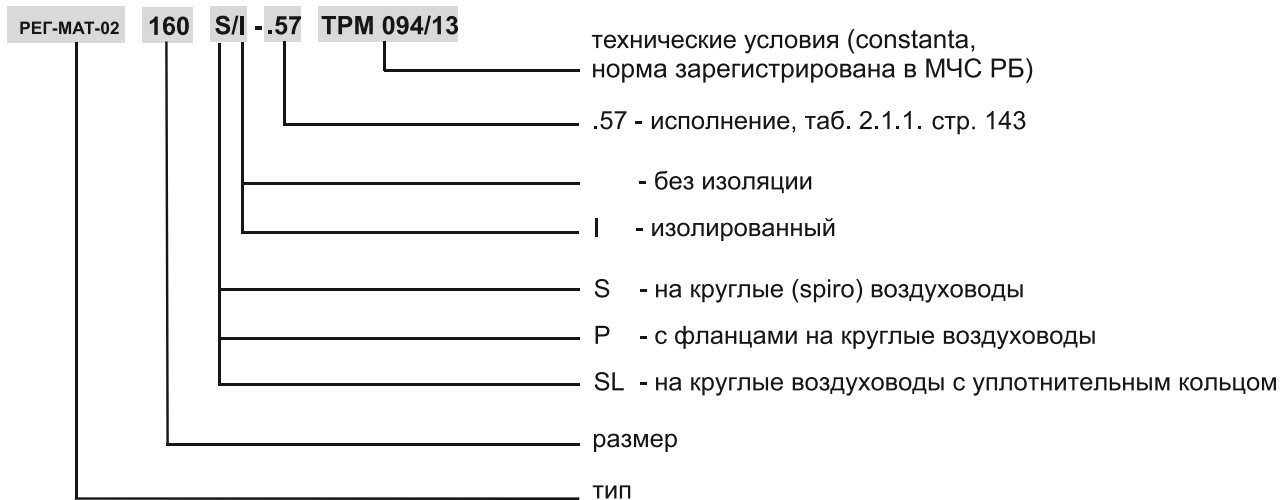 РЕГ-МАТ-02 160 S/I - .57 ТРМ 094/13
технические условия (constanta,
норма зарегистрирована в МЧС РБ)
.57 - исполнение, таб. 2.1.1. стр. 143
- без изоляции
I - изолированный
S - на круглые (spiro) воздуховоды
P - с фланцами на круглые воздуховоды
SL - на круглые воздуховоды с уплотнительным кольцом
размер
тип